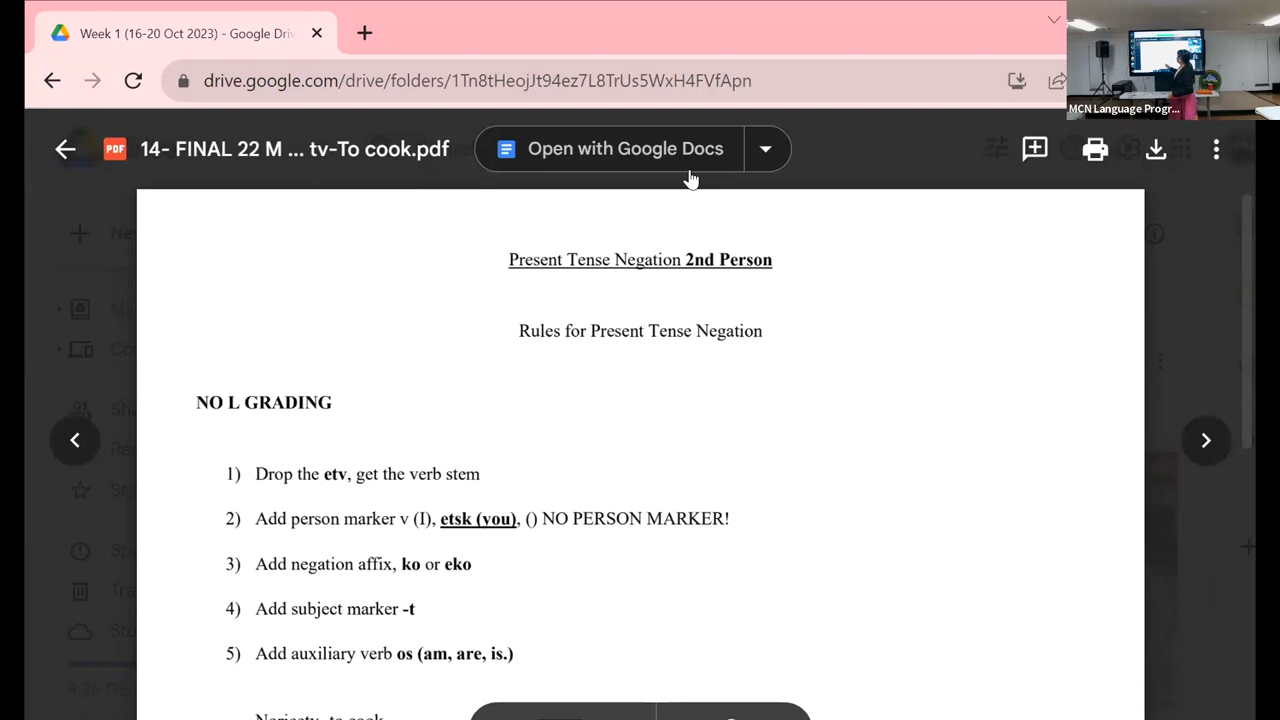 Week 1 (16-20 Oct 2023) - Google Dri
drive.google.com/drive/folders/1Tn8tHeojJt94ez7L8TrUs5WxH4FVfApn
MCN Language Progr...
PDF
14- FINAL 22 M ... tv-To cook.pdf
Open with Google Docs
Present Tense Negation 2nd Person
Rules for Present Tense Negation
NO L GRADING
1) Drop the etv, get the verb stem
2) Add person marker v (I), etsk (you), () NO PERSON MARKER!
3) Add negation affix, ko or eko
4) Add subject marker -t
5) Add auxiliary verb os (am, are, is.)